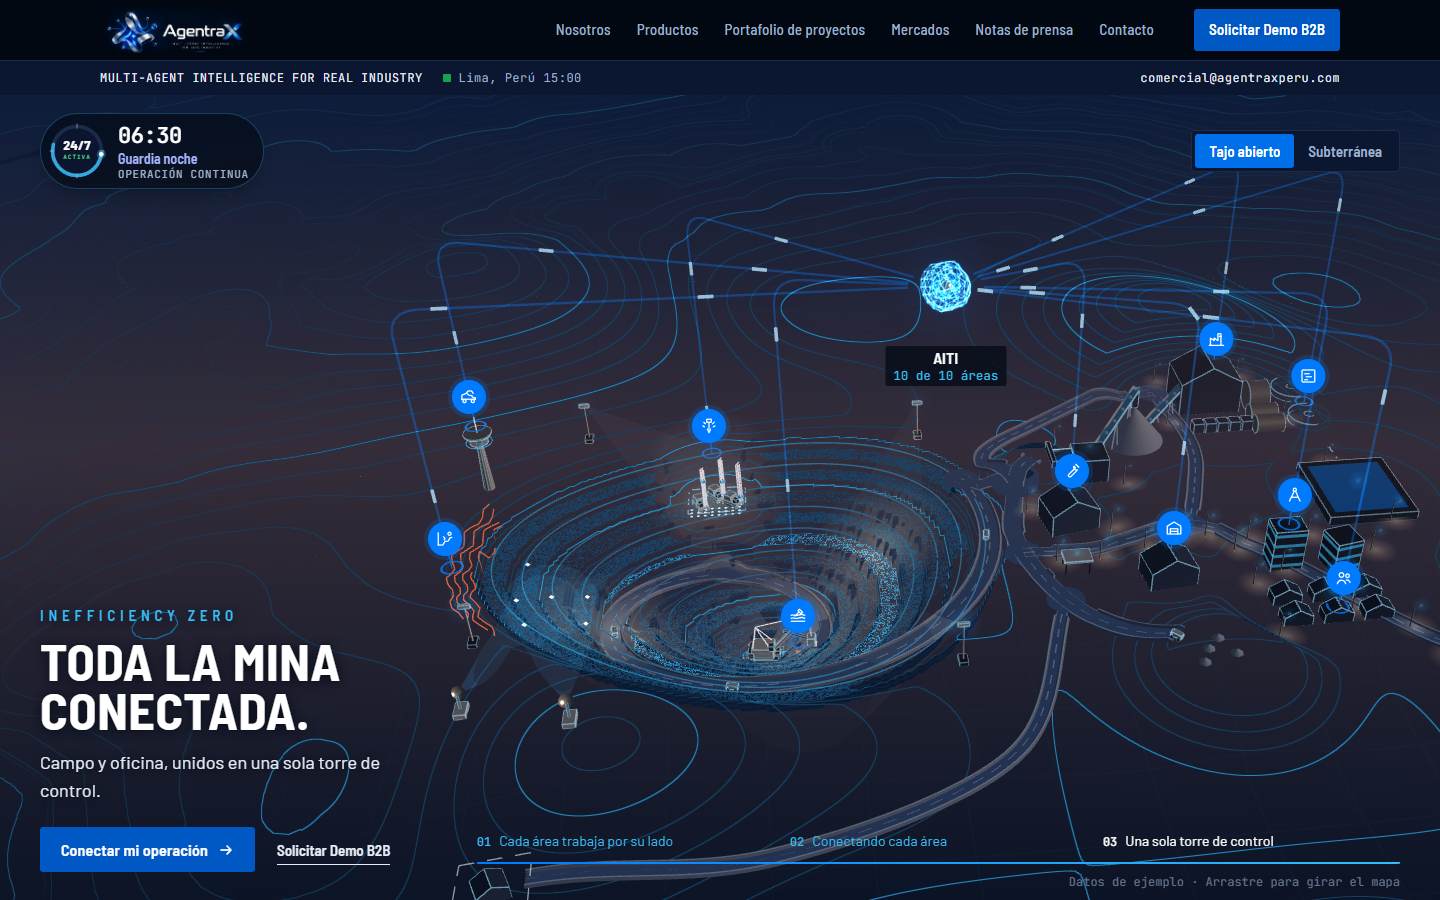 AgentraX
Nosotros
Productos
Portafolio de proyectos
Mercados
Notas de prensa
Contacto
Solicitar Demo B2B
MULTI-AGENT INTELLIGENCE FOR REAL INDUSTRY
Lima, Perú 15:00
comercial@agentraxperu.com
24/7
ACTIVA
06:30
Guardia noche
OPERACIÓN CONTINUA
Tajo abierto
Subterránea
AITI
10 de 10 áreas
INEFFICIENCY ZERO
TODA LA MINA
CONECTADA.
Campo y oficina, unidos en una sola torre de
control.
Conectar mi operación →
Solicitar Demo B2B
01 Cada área trabaja por su lado
02 Conectando cada área
03 Una sola torre de control
Datos de ejemplo · Arrastre para girar el mapa